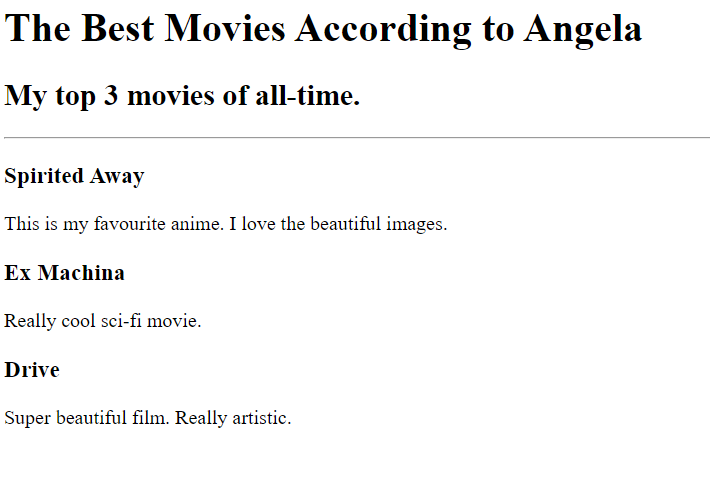 The Best Movies According to Angela
My top 3 movies of all-time.
Spirited Away
This is my favourite anime. I love the beautiful images.
Ex Machina
Really cool sci-fi movie.
Drive
Super beautiful film. Really artistic.